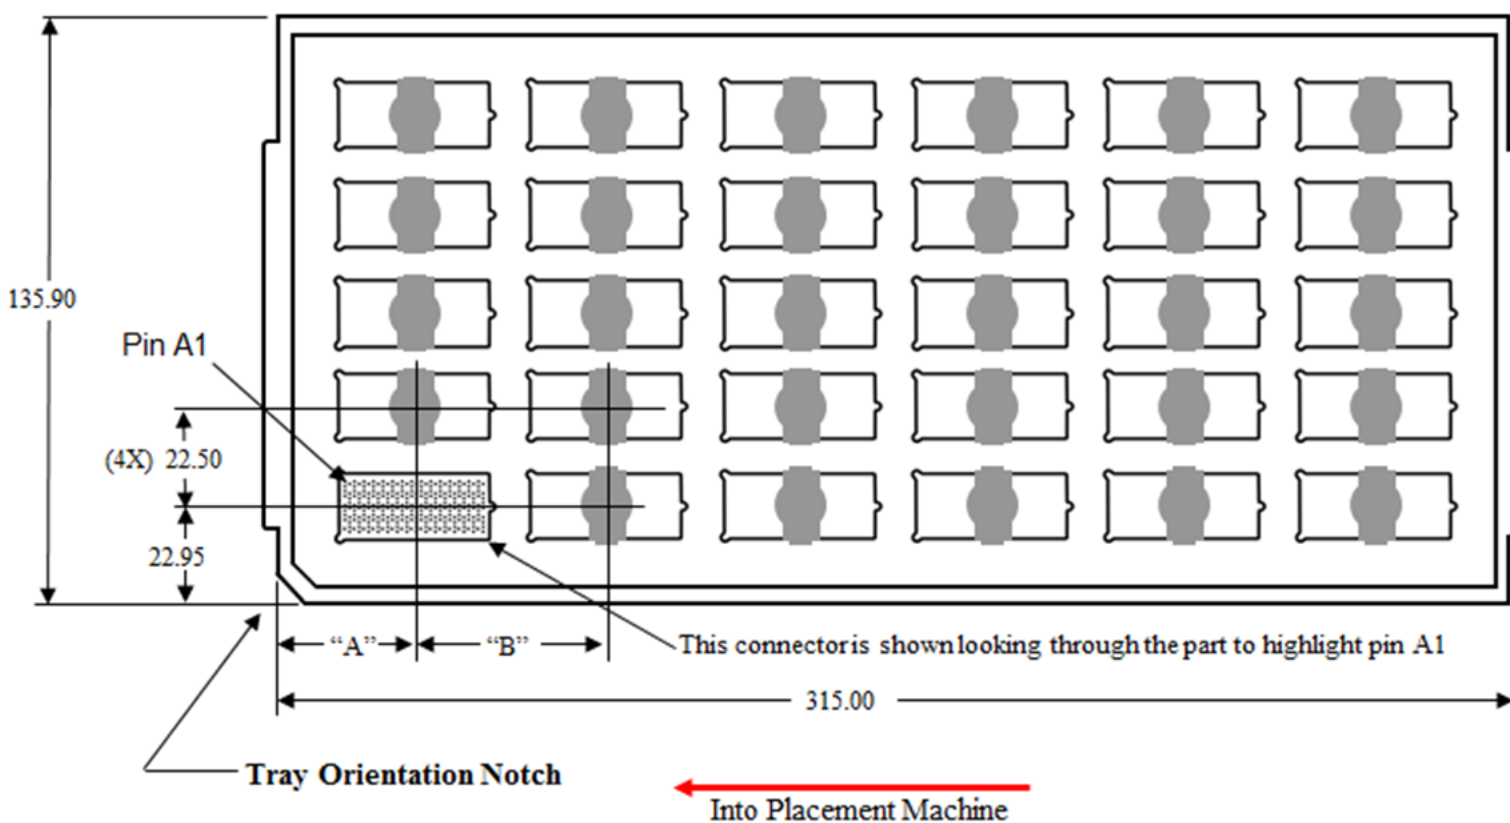 135.90
Pin A1
(4X) 22.50
22.95
"A"
"B"
This connector is shown looking through the part to highlight pin A1
315.00
Tray Orientation Notch
Into Placement Machine